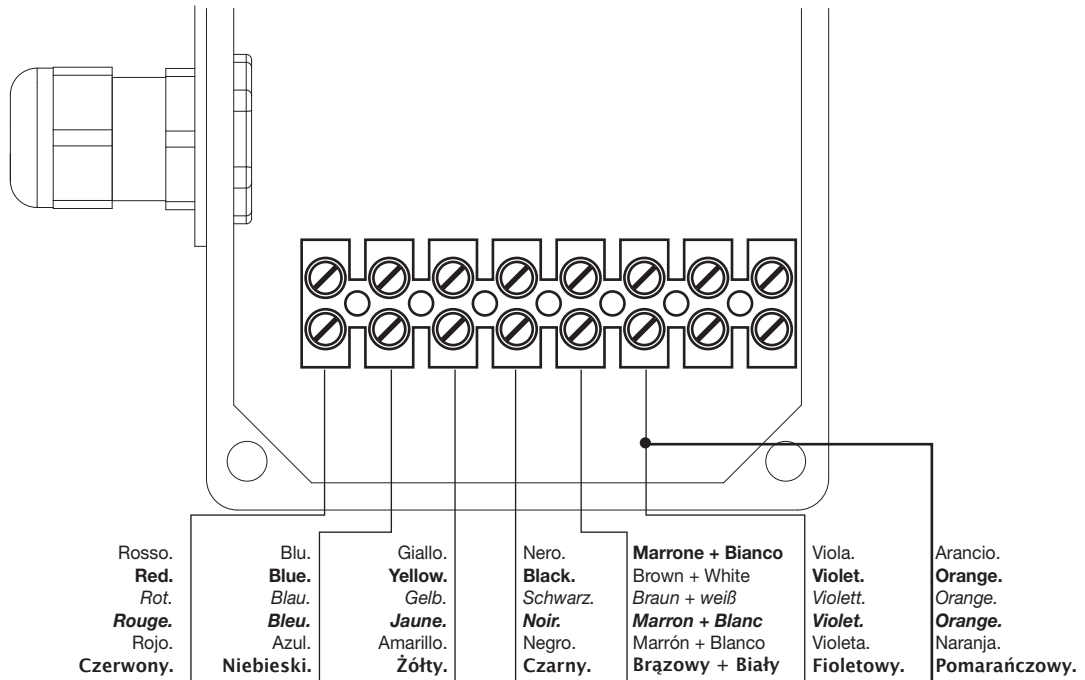 Rosso.
Red.
Rot.
Rouge.
Rojo.
Czerwony.
Blu.
Blue.
Blau.
Bleu.
Azul.
Niebieski.
Giallo.
Yellow.
Gelb.
Jaune.
Amarillo.
Żółty.
Nero.
Black.
Schwarz.
Noir.
Negro.
Czarny.
Marrone + Bianco
Brown + White
Braun + weiß
Marron + Blanc
Marrón + Blanco
Brązowy + Biały
Viola.
Violet.
Violett.
Violet.
Violeta.
Fioletowy.
Arancio.
Orange.
Orange.
Orange.
Naranja.
Pomarańczowy.